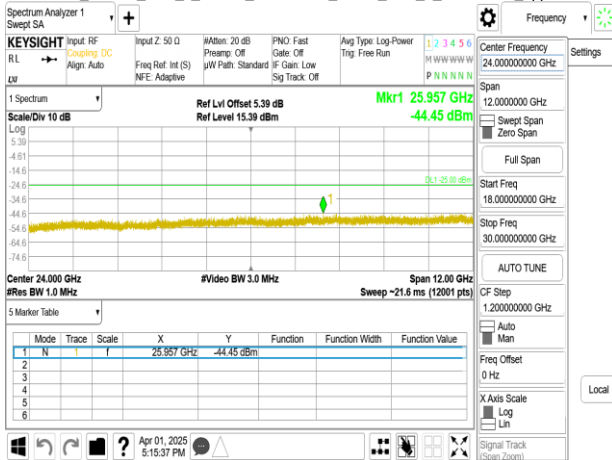 Spectrum Analyzer 1
Swept SA
Frequency
KEYSIGHT Input: RF Input Z: 50 Ω #Atten: 20 dB PNO: Fast Avg Type: Log-Power 1 2 3 4 5 6
RL Coupling: DC Preamp: Off Gate: Off Trig: Free Run M W W W W W
Align: Auto Freq Ref: Int (S) µW Path: Standard IF Gain: Low
NFE: Adaptive Sig Track: Off P N N N N N
1 Spectrum
Scale/Div 10 dB
Ref Lvl Offset 5.39 dB
Ref Level 15.39 dBm
Mkr1 25.957 GHz
-44.45 dBm
Log
5.39
-4.61
-14.6
-24.6
DL1 -25.00 dBm
-34.6
1
-44.6
-54.6
-64.6
-74.6
Center 24.000 GHz #Video BW 3.0 MHz Span 12.00 GHz
#Res BW 1.0 MHz Sweep ~21.6 ms (12001 pts)
5 Marker Table
Mode Trace Scale X Y Function Function Width Function Value
1 N 1 f 25.957 GHz -44.45 dBm
2
3
4
5
6
Apr 01, 2025
5:15:37 PM
Center Frequency
24.000000000 GHz
Settings
Span
12.0000000 GHz
Swept Span
Zero Span
Full Span
Start Freq
18.000000000 GHz
Stop Freq
30.000000000 GHz
AUTO TUNE
CF Step
1.200000000 GHz
Auto
Man
Freq Offset
0 Hz
Local
X Axis Scale
Log
Lin
Signal Track
(Span Zoom)